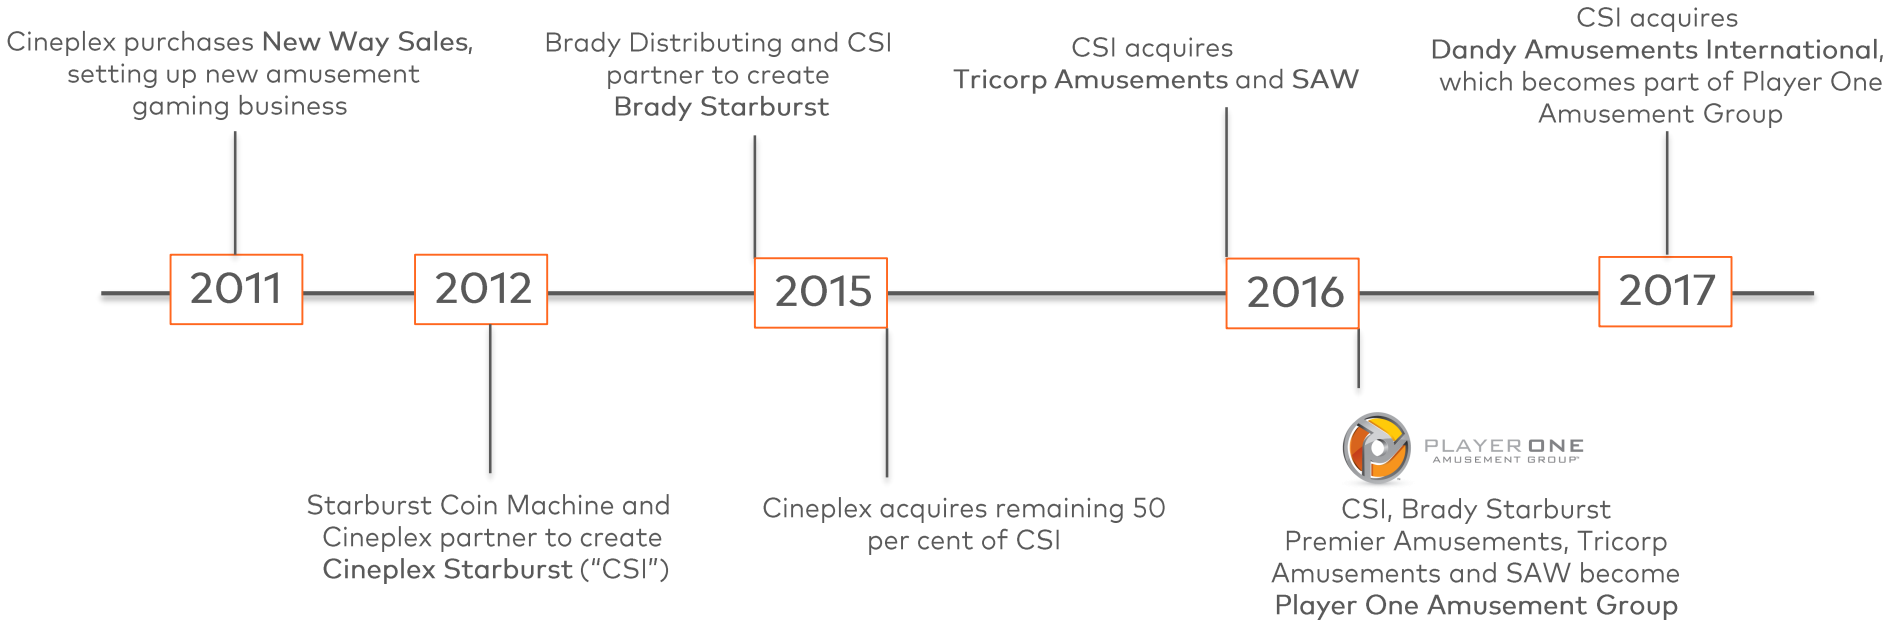 Cineplex purchases New Way Sales,
setting up new amusement
gaming business
Brady Distributing and CSI
partner to create
Brady Starburst
CSI acquires
Tricorp Amusements and SAW
CSI acquires
Dandy Amusements International,
which becomes part of Player One
Amusement Group
2011
2012
2015
2016
2017
Starburst Coin Machine and
Cineplex partner to create
Cineplex Starburst (“CSI”)
Cineplex acquires remaining 50
per cent of CSI
PLAYER ONE
AMUSEMENT GROUP
CSI, Brady Starburst
Premier Amusements, Tricorp
Amusements and SAW become
Player One Amusement Group